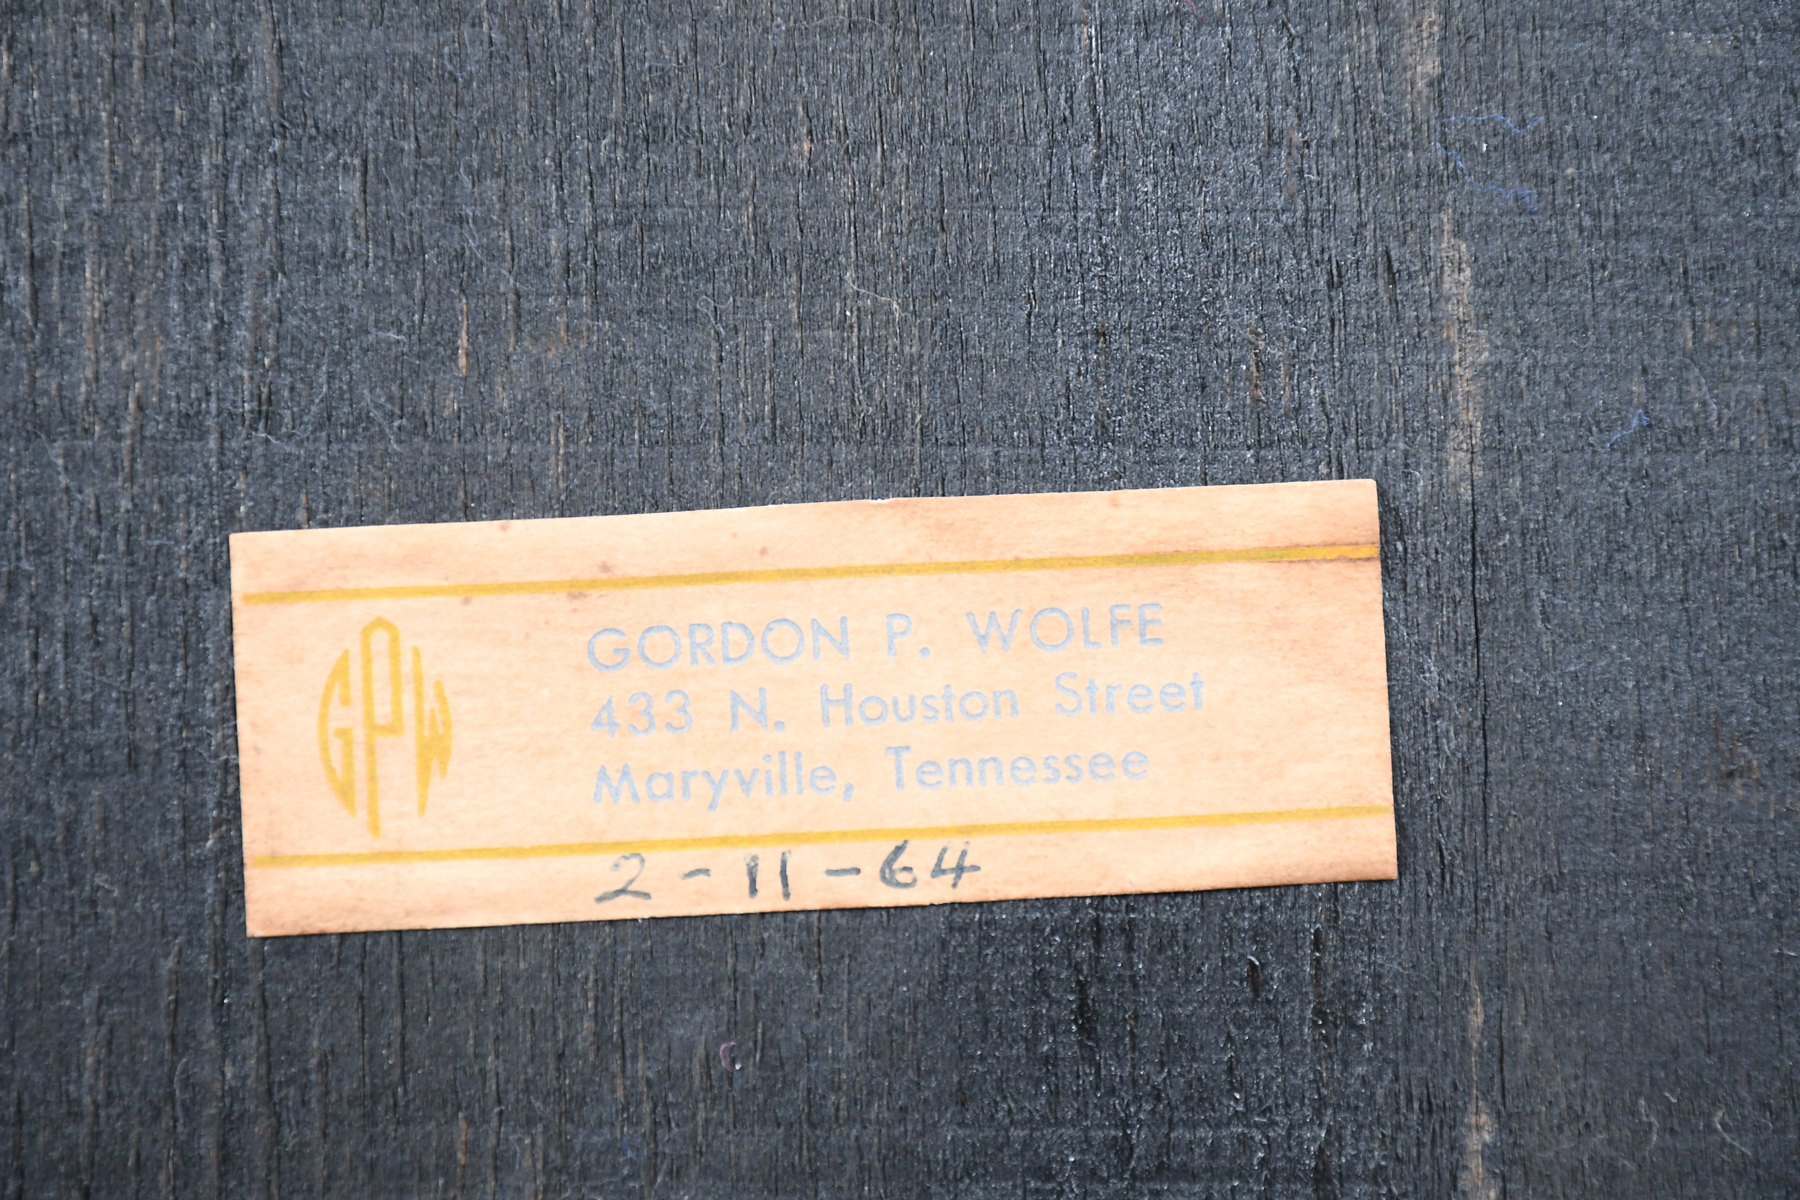 GPW
GORDON P. WOLFE
433 N. Houston Street
Maryville, Tennessee
2-11-64